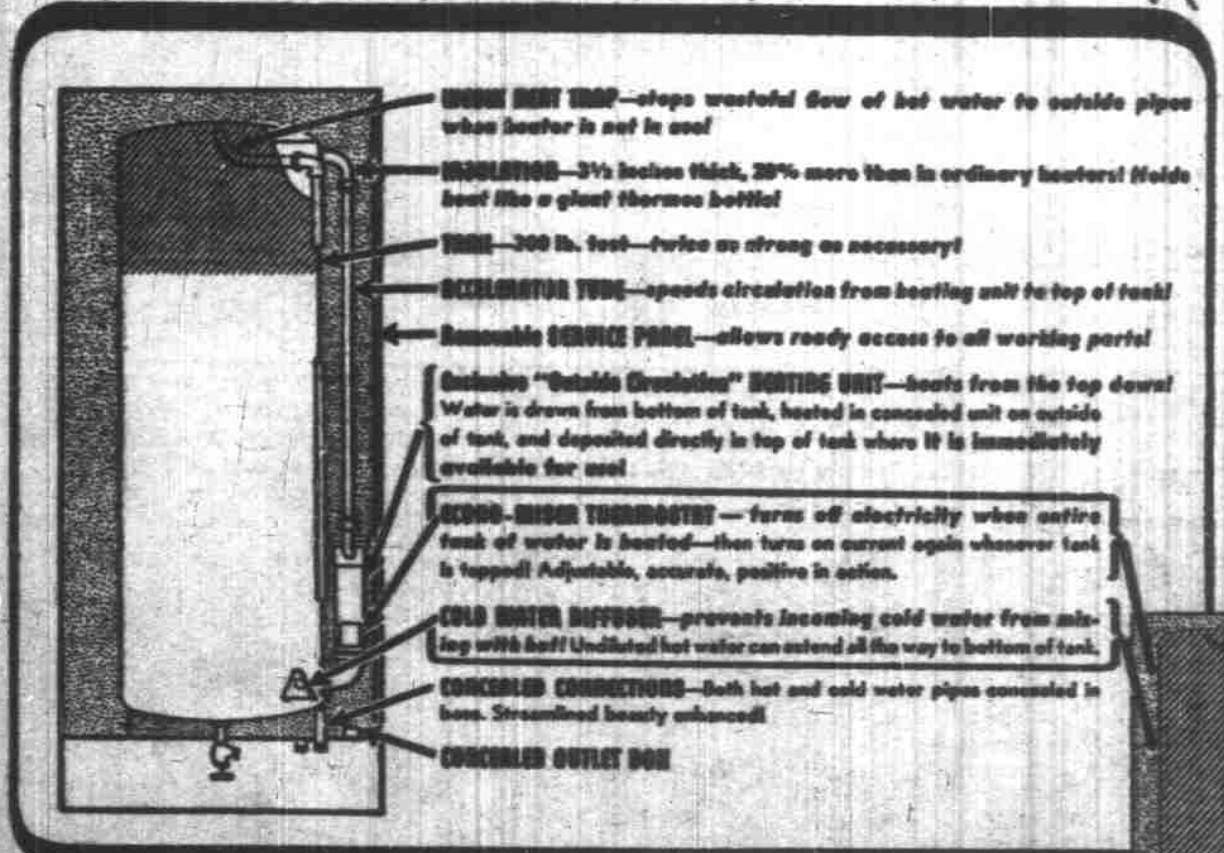 HEAT TRAP—stops wasteful flow of hot water to outside pipes
when heater is not in use!
INSULATION—3½ inches thick, 20% more than in ordinary heaters! Holds
heat like a giant thermos bottle!
TANK—300 lb. test—twice as strong as necessary!
ACCELERATOR TUBE—speeds circulation from heating unit to top of tank!
Removable SERVICE PANEL—allows ready access to all working parts!
Exclusive "Outside Circulation" HEATING UNIT—heats from the top down!
Water is drawn from bottom of tank, heated in concealed unit on outside
of tank, and deposited directly in top of tank where it is immediately
available for use!
ECONO-MISER THERMOSTAT — turns off electricity when entire
tank of water is heated—then turns on current again whenever tank
is tapped! Adjustable, accurate, positive in action.
COLD WATER DIFFUSER—prevents incoming cold water from mix-
ing with hot! Undiluted hot water can extend all the way to bottom of tank.
CONCEALED CONNECTIONS—Both hot and cold water pipes concealed in
base. Streamlined beauty enhanced!
CONCEALED OUTLET BOX